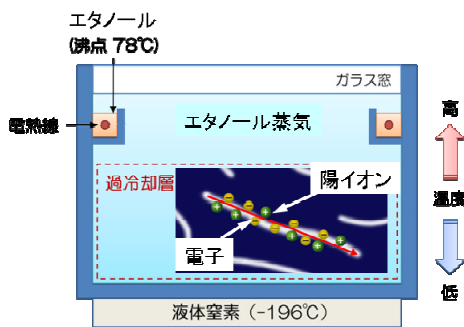 エタノール
(沸点 78℃)
ガラス窓
電熱線
エタノール蒸気
高
温度
低
過冷却層
陽イオン
電子
液体窒素 (-196℃)